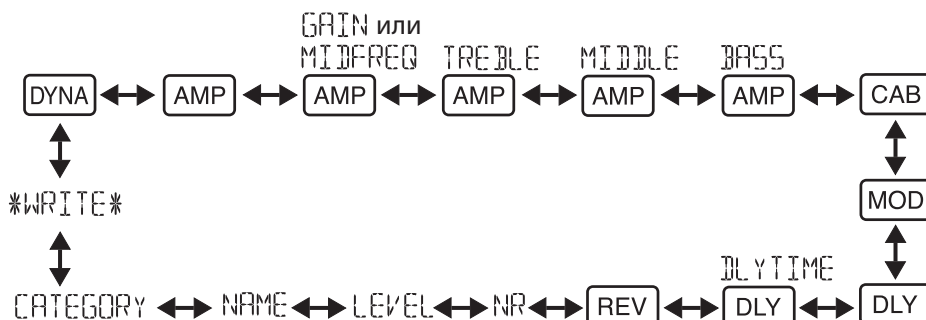 GAIN или
MIDFREQ TREBLE MIDDLE BASS
DYNA AMP AMP AMP AMP AMP CAB
*WRITE* MOD
DLYTIME
CATEGORY NAME LEVEL NR REV DLY DLY